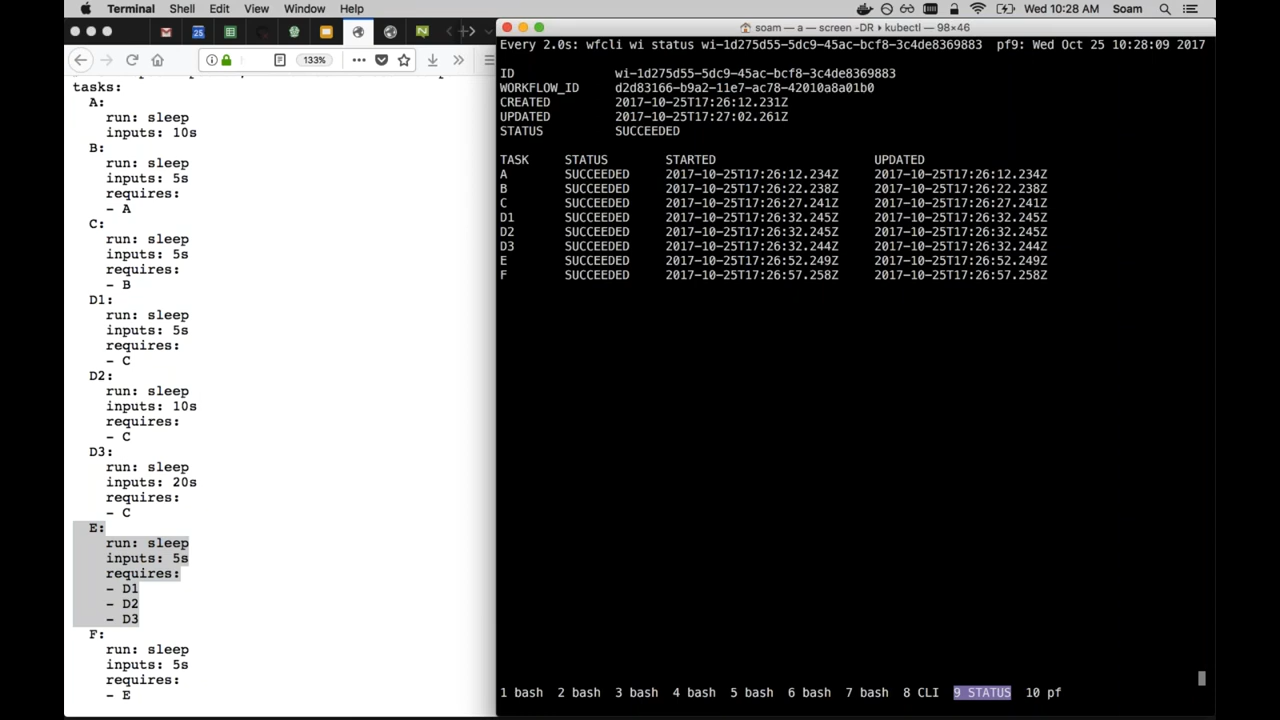 Terminal Shell Edit View Window Help Wed 10:28 AM Soam
133%
tasks:
A:
run: sleep
inputs: 10s
B:
run: sleep
inputs: 5s
requires:
- A
C:
run: sleep
inputs: 5s
requires:
- B
D1:
run: sleep
inputs: 5s
requires:
- C
D2:
run: sleep
inputs: 10s
requires:
- C
D3:
run: sleep
inputs: 20s
requires:
- C
E:
run: sleep
inputs: 5s
requires:
- D1
- D2
- D3
F:
run: sleep
inputs: 5s
requires:
- E
soam — a — screen -DR ▸ kubectl — 98×46
Every 2.0s: wfcli wi status wi-1d275d55-5dc9-45ac-bcf8-3c4de8369883 pf9: Wed Oct 25 10:28:09 2017
ID wi-1d275d55-5dc9-45ac-bcf8-3c4de8369883
WORKFLOW_ID d2d83166-b9a2-11e7-ac78-42010a8a01b0
CREATED 2017-10-25T17:26:12.231Z
UPDATED 2017-10-25T17:27:02.261Z
STATUS SUCCEEDED
TASK STATUS STARTED UPDATED
A SUCCEEDED 2017-10-25T17:26:12.234Z 2017-10-25T17:26:12.234Z
B SUCCEEDED 2017-10-25T17:26:22.238Z 2017-10-25T17:26:22.238Z
C SUCCEEDED 2017-10-25T17:26:27.241Z 2017-10-25T17:26:27.241Z
D1 SUCCEEDED 2017-10-25T17:26:32.245Z 2017-10-25T17:26:32.245Z
D2 SUCCEEDED 2017-10-25T17:26:32.245Z 2017-10-25T17:26:32.245Z
D3 SUCCEEDED 2017-10-25T17:26:32.244Z 2017-10-25T17:26:32.244Z
E SUCCEEDED 2017-10-25T17:26:52.249Z 2017-10-25T17:26:52.249Z
F SUCCEEDED 2017-10-25T17:26:57.258Z 2017-10-25T17:26:57.258Z
1 bash 2 bash 3 bash 4 bash 5 bash 6 bash 7 bash 8 CLI 9 STATUS 10 pf